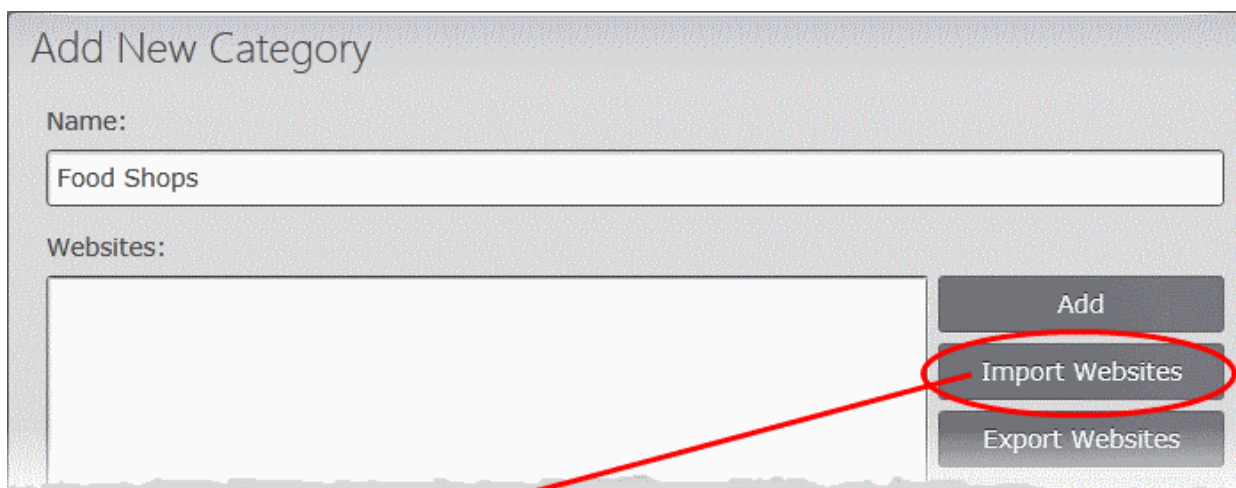 Add New Category
Name:
Food Shops
Websites:
Add
Import Websites
Export Websites